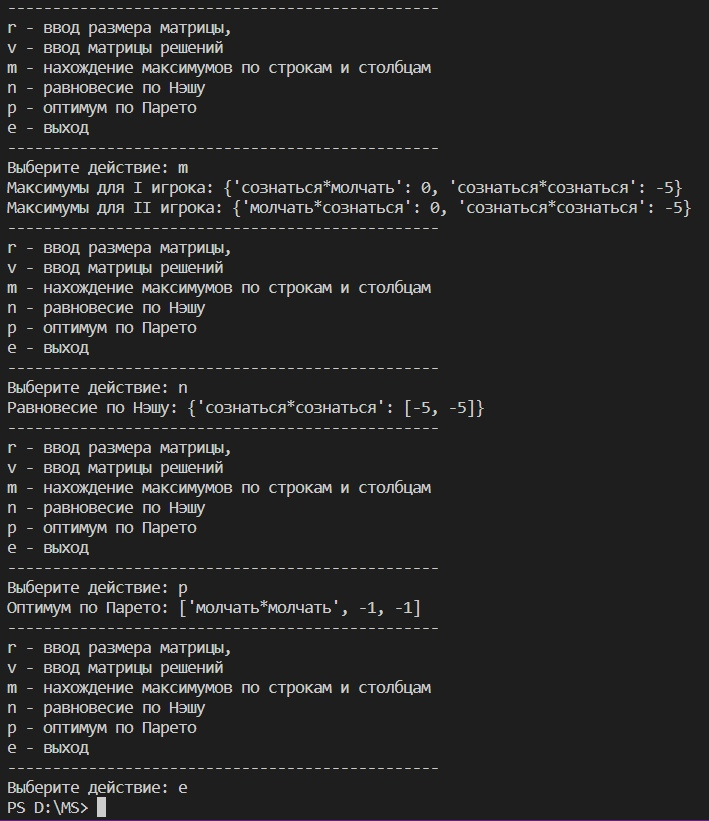 ------------------------------------------------
r - ввод размера матрицы,
v - ввод матрицы решений
m - нахождение максимумов по строкам и столбцам
n - равновесие по Нэшу
p - оптимум по Парето
e - выход
------------------------------------------------
Выберите действие: m
Максимумы для I игрока: {'сознаться*молчать': 0, 'сознаться*сознаться': -5}
Максимумы для II игрока: {'молчать*сознаться': 0, 'сознаться*сознаться': -5}
------------------------------------------------
r - ввод размера матрицы,
v - ввод матрицы решений
m - нахождение максимумов по строкам и столбцам
n - равновесие по Нэшу
p - оптимум по Парето
e - выход
------------------------------------------------
Выберите действие: n
Равновесие по Нэшу: {'сознаться*сознаться': [-5, -5]}
------------------------------------------------
r - ввод размера матрицы,
v - ввод матрицы решений
m - нахождение максимумов по строкам и столбцам
n - равновесие по Нэшу
p - оптимум по Парето
e - выход
------------------------------------------------
Выберите действие: p
Оптимум по Парето: ['молчать*молчать', -1, -1]
------------------------------------------------
r - ввод размера матрицы,
v - ввод матрицы решений
m - нахождение максимумов по строкам и столбцам
n - равновесие по Нэшу
p - оптимум по Парето
e - выход
------------------------------------------------
Выберите действие: e
PS D:\MS>